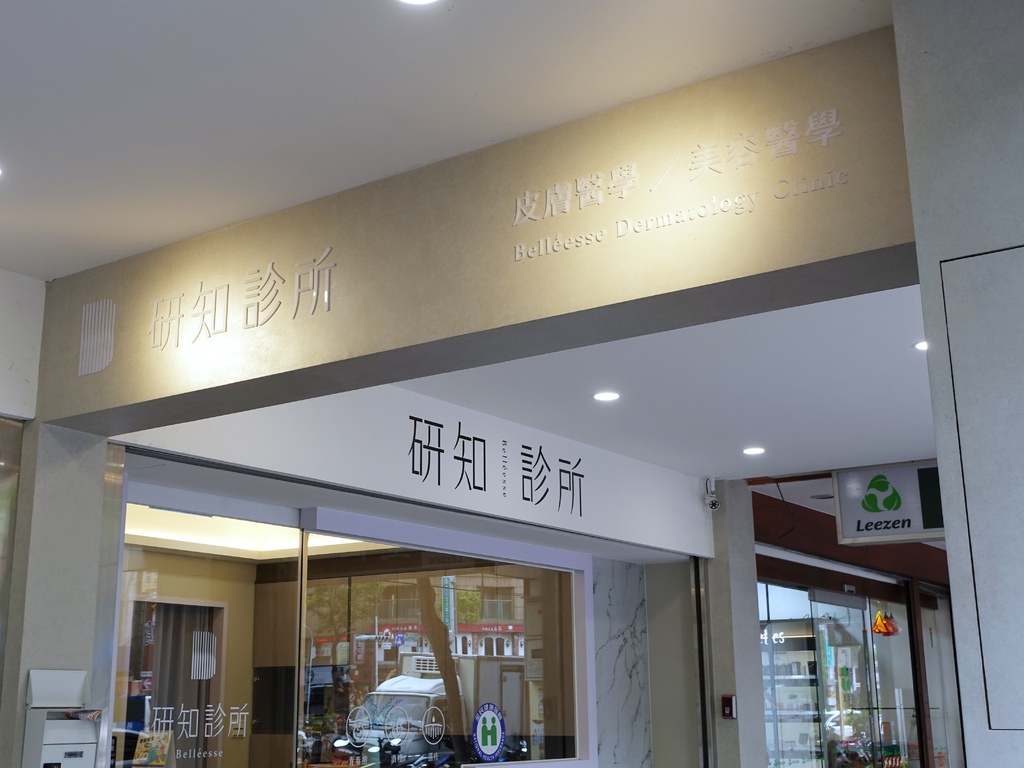 皮膚醫學／美容醫學
Belléesse Dermatology Clinic
研知診所
研知 診所
Belléesse
Leezen
研知診所
Belléesse